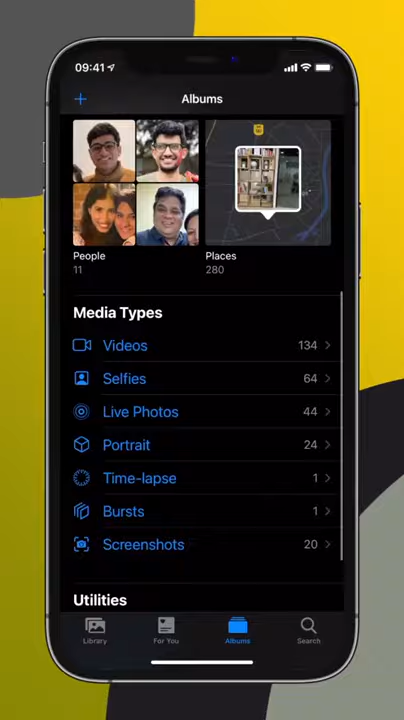 09:41
Albums
People
11
Places
280
Media Types
Videos 134
Selfies 64
Live Photos 44
Portrait 24
Time-lapse 1
Bursts 1
Screenshots 20
Utilities
Library For You Albums Search